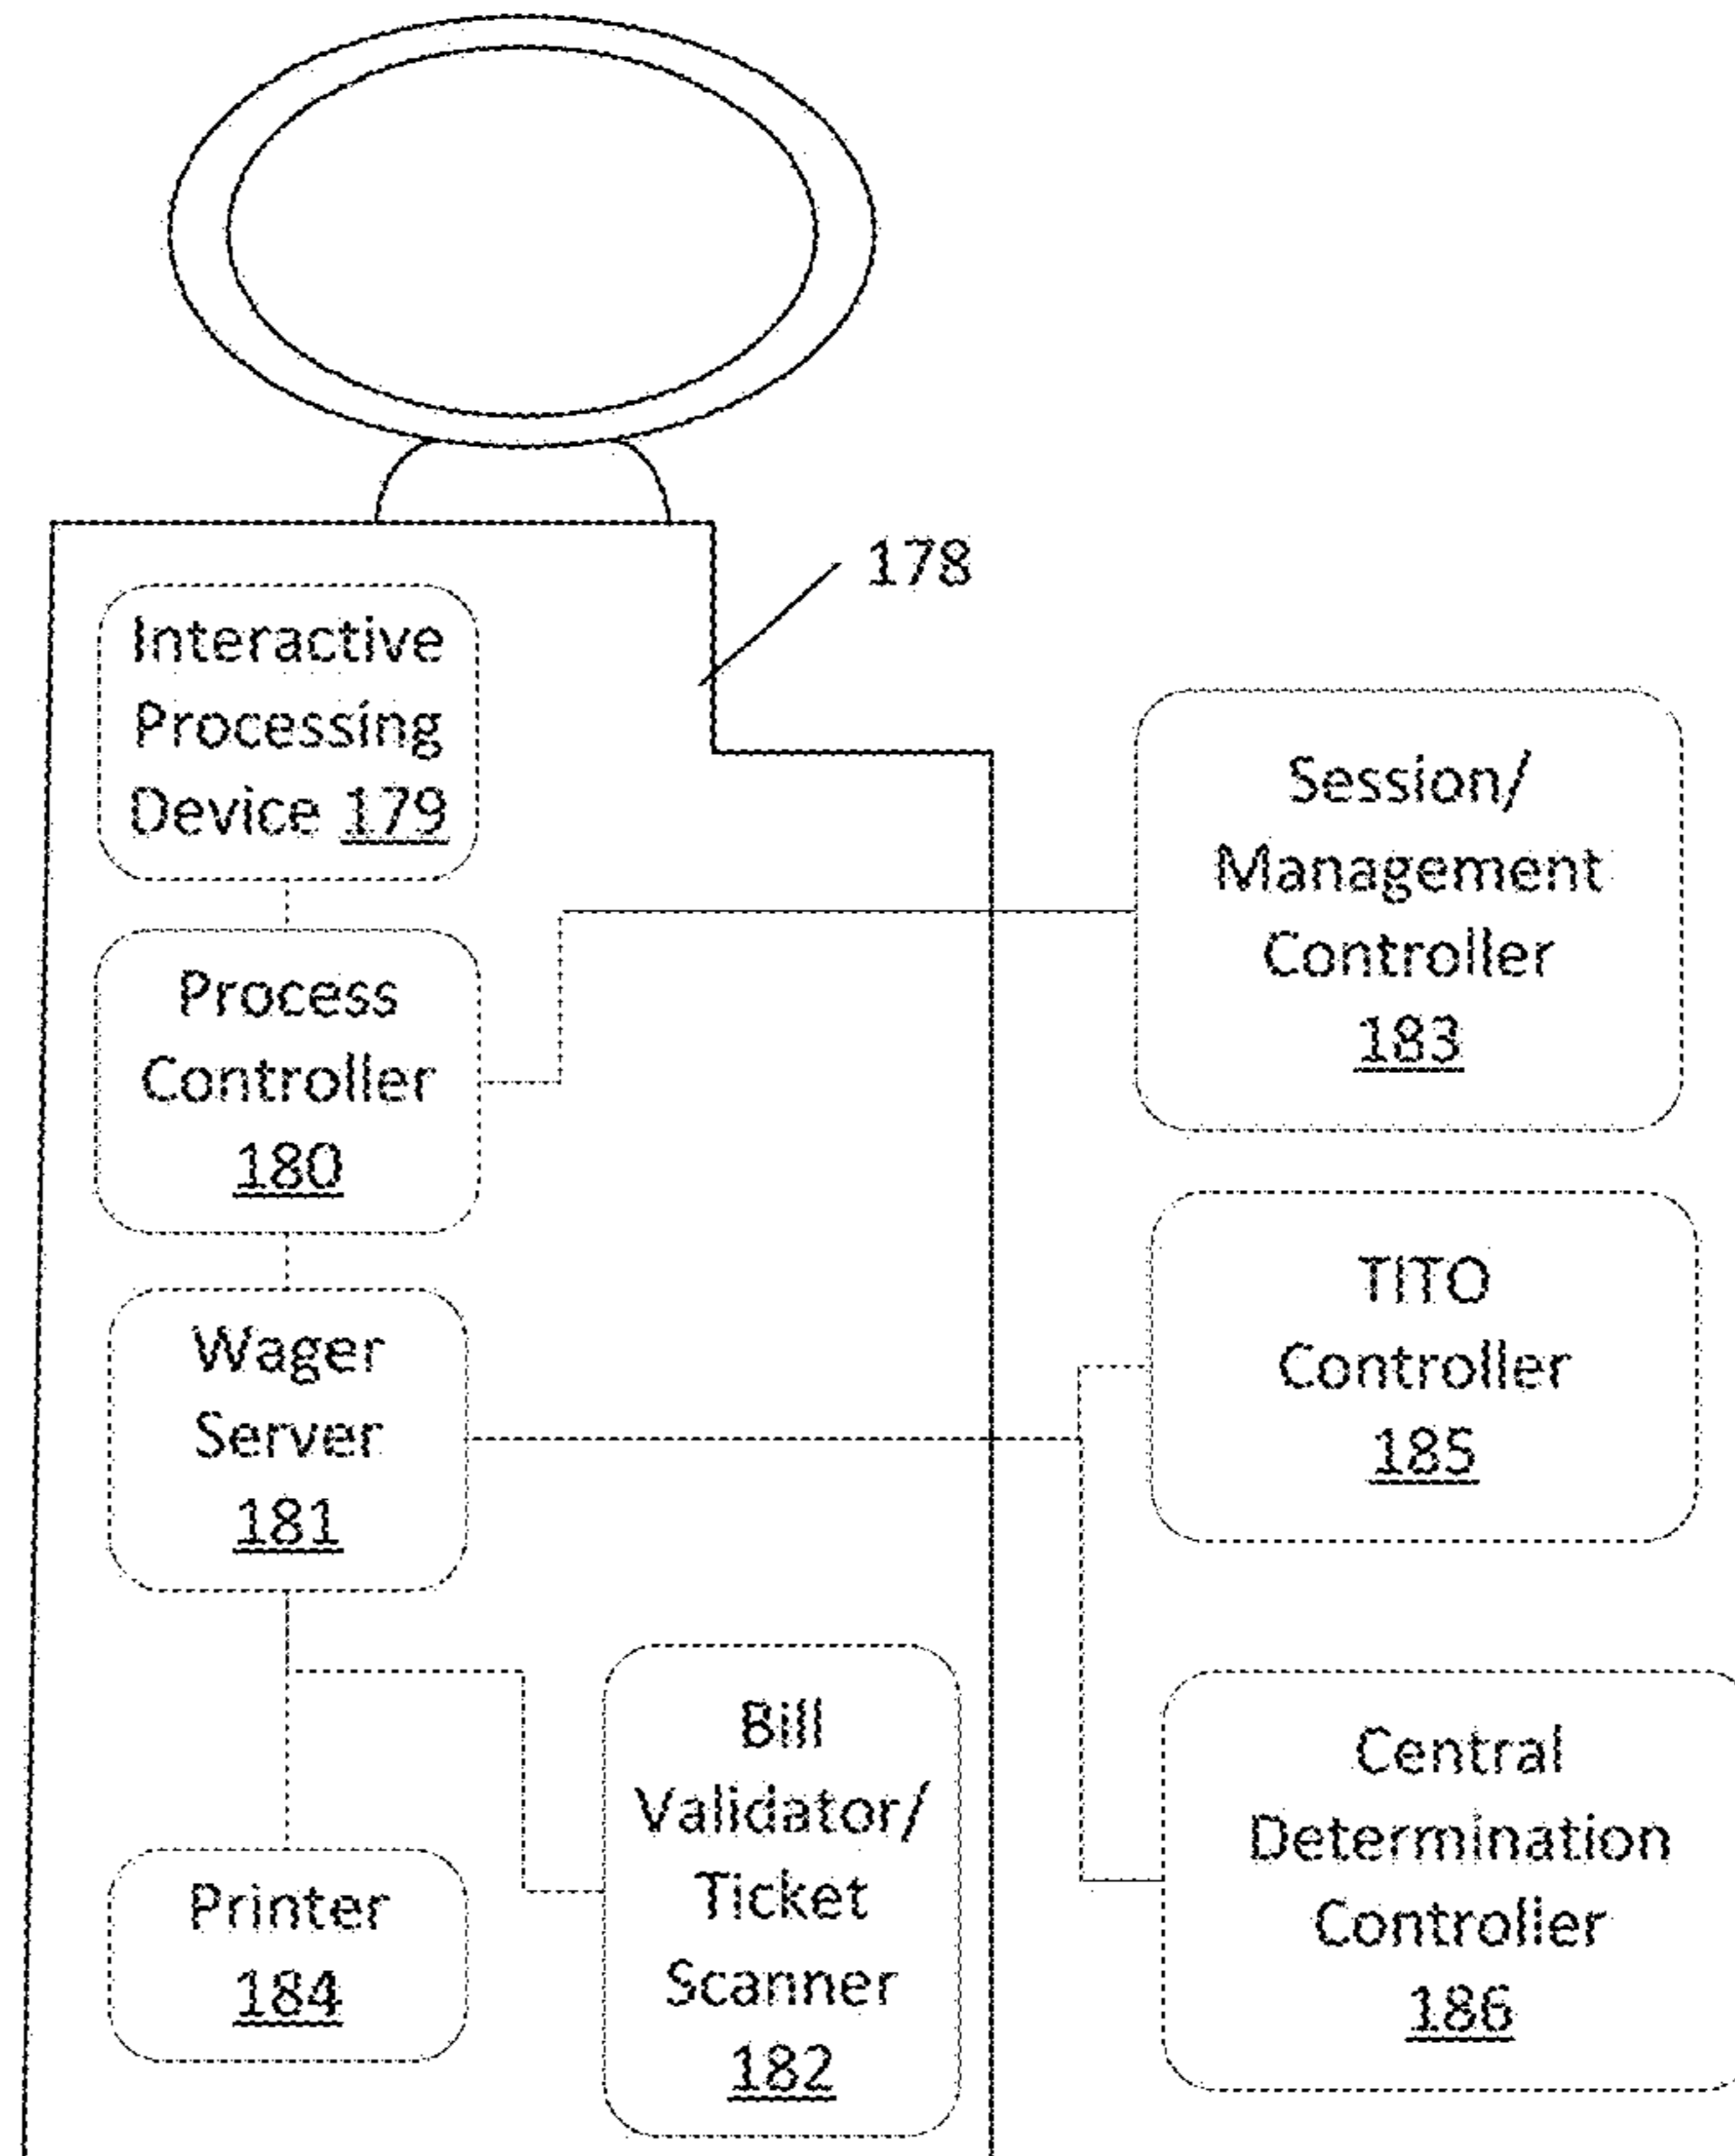 178
Interactive
Processing
Device 179
Process
Controller
180
Wager
Server
181
Printer
184
Bill
Validator/
Ticket
Scanner
182
Session/
Management
Controller
183
TITO
Controller
185
Central
Determination
Controller
186